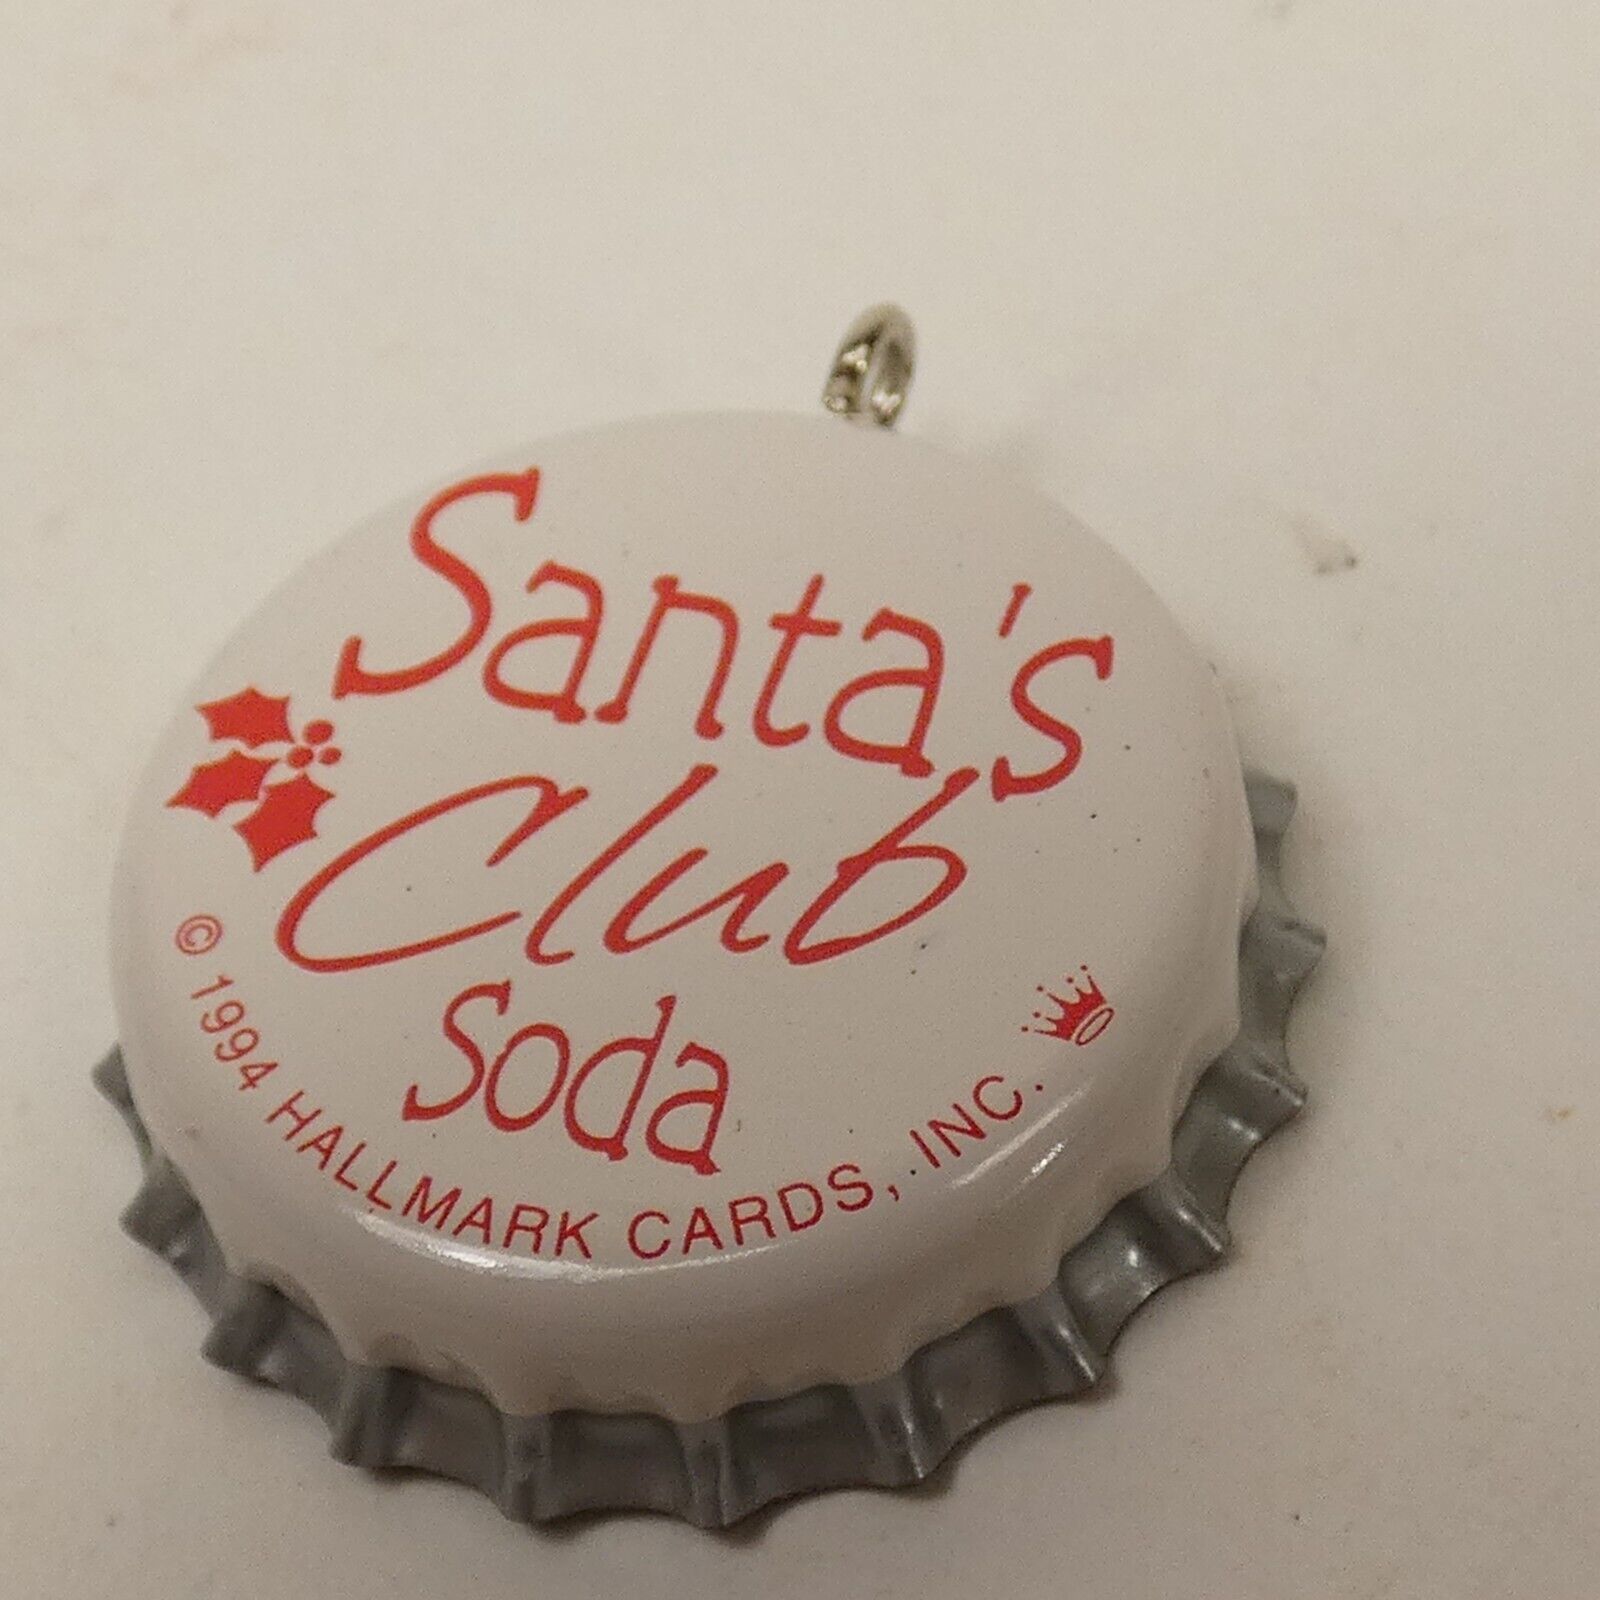 Santa's
Club
Soda
© 1994 HALLMARK CARDS, INC.